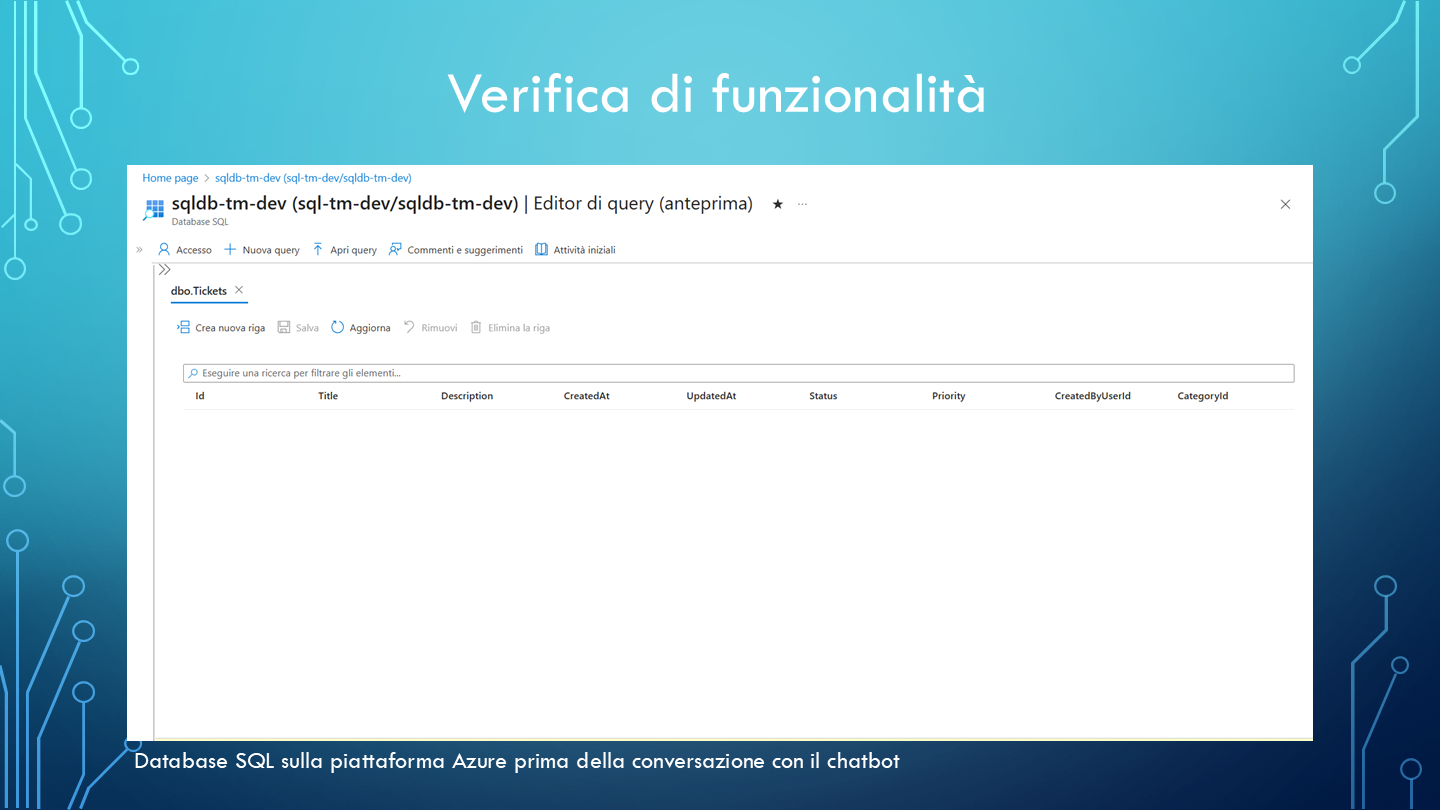 Verifica di funzionalità
Home page > sqldb-tm-dev (sql-tm-dev/sqldb-tm-dev)
sqldb-tm-dev (sql-tm-dev/sqldb-tm-dev) | Editor di query (anteprima)
Database SQL
Accesso Nuova query Apri query Commenti e suggerimenti Attività iniziali
dbo.Tickets
Crea nuova riga Salva Aggiorna Rimuovi Elimina la riga
Eseguire una ricerca per filtrare gli elementi...
Id Title Description CreatedAt UpdatedAt Status Priority CreatedByUserId CategoryId
Database SQL sulla piattaforma Azure prima della conversazione con il chatbot